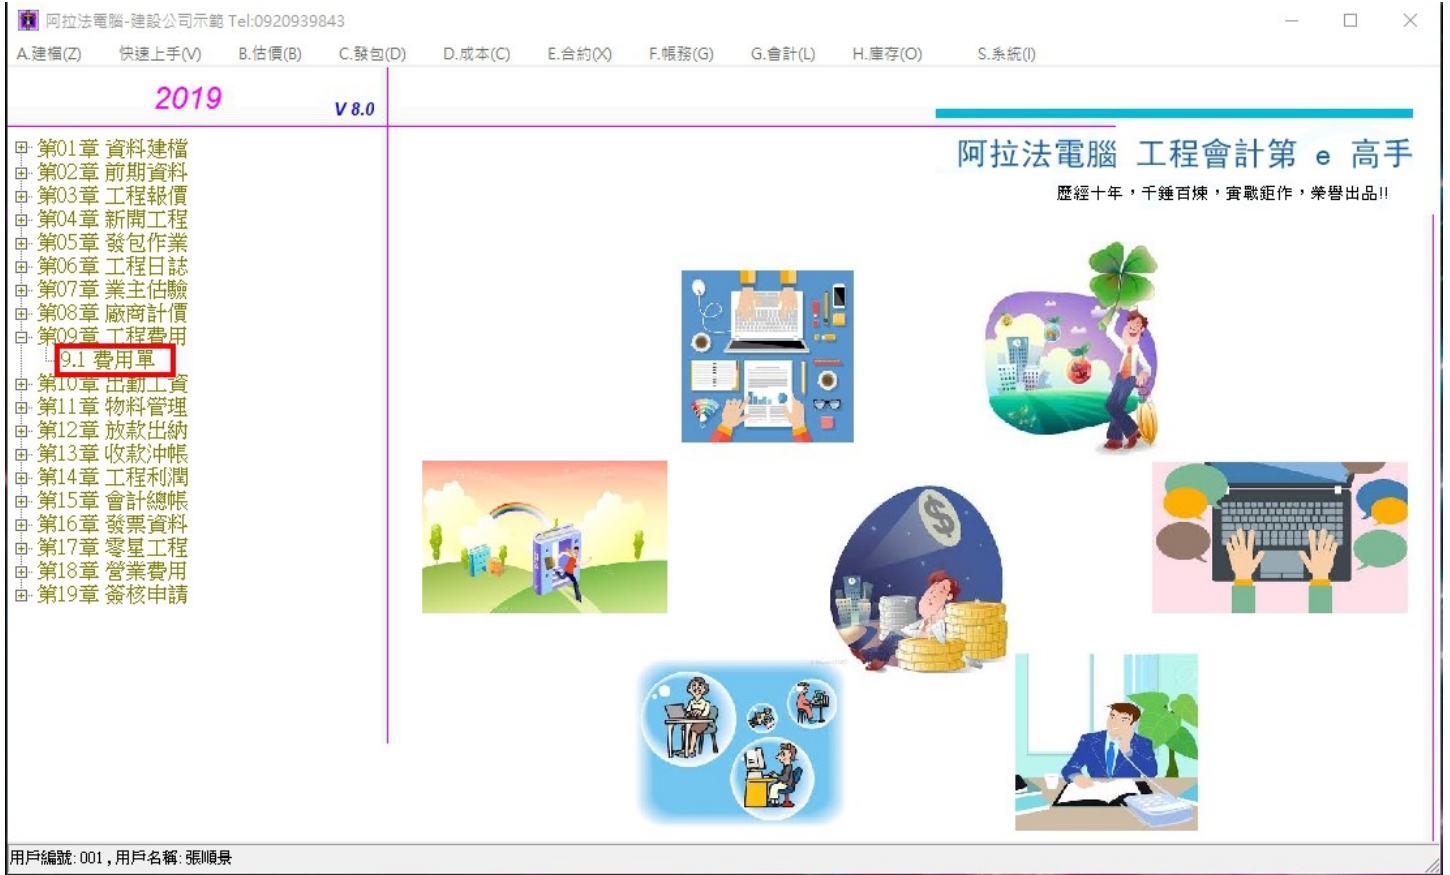 阿拉法電腦-建設公司示範 Tel:0920939843
A.建檔(Z) 快速上手(V) B.估價(B) C.發包(D) D.成本(C) E.合約(X) F.帳務(G) G.會計(L) H.庫存(O) S.系統(I)
2019 V 8.0
阿拉法電腦 工程會計第 e 高手
歷經十年，千錘百煉，實戰鉅作，榮譽出品!!
第01章 資料建檔
第02章 前期資料
第03章 工程報價
第04章 新開工程
第05章 發包作業
第06章 工程日誌
第07章 業主估驗
第08章 廠商計價
第09章 工程費用
9.1 費用單
第10章 出勤工資
第11章 物料管理
第12章 放款出納
第13章 收款沖帳
第14章 工程利潤
第15章 會計總帳
第16章 發票資料
第17章 零星工程
第18章 營業費用
第19章 簽核申請
用戶編號: 001 , 用戶名稱: 張順景